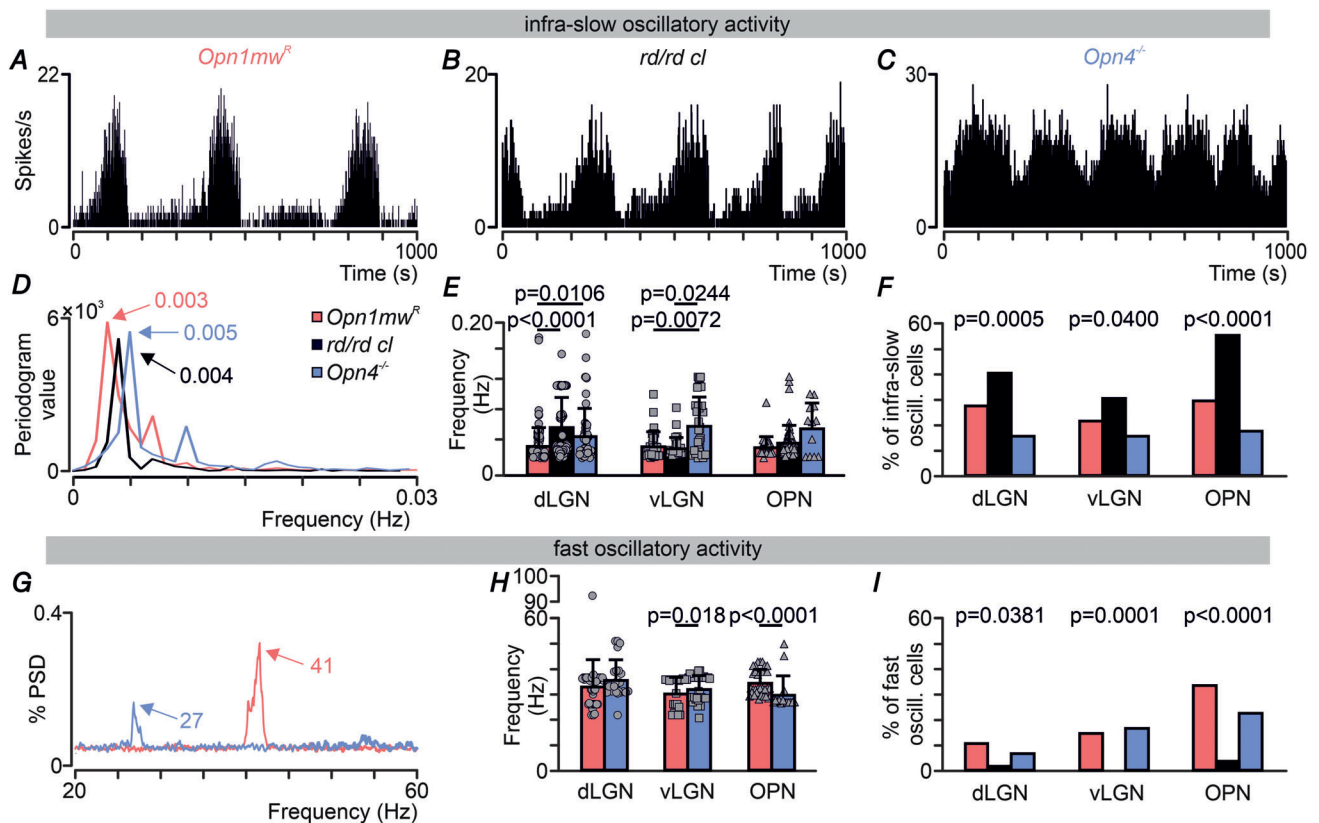 infra-slow oscillatory activity
A Opn1mwᴿ
22
Spikes/s
0
0 1000
Time (s)
B rd/rd cl
20
0
0 1000
Time (s)
C Opn4⁻/⁻
30
0
0 1000
Time (s)
D
×10³
6
Periodogram
value
0
0.003
0.005
0.004
Opn1mwᴿ
rd/rd cl
Opn4⁻/⁻
0 0.03
Frequency (Hz)
E
p=0.0106 p=0.0244
p<0.0001 p=0.0072
0.20
Frequency
(Hz)
0
dLGN vLGN OPN
F
60
p=0.0005 p=0.0400 p<0.0001
% of infra-slow
oscill. cells
0
dLGN vLGN OPN
fast oscillatory activity
G
0.4
% PSD
0
41
27
20 60
Frequency (Hz)
H
100
90
60
p=0.018 p<0.0001
Frequency
(Hz)
0
dLGN vLGN OPN
I
60
p=0.0381 p=0.0001 p<0.0001
% of fast
oscill. cells
0
dLGN vLGN OPN